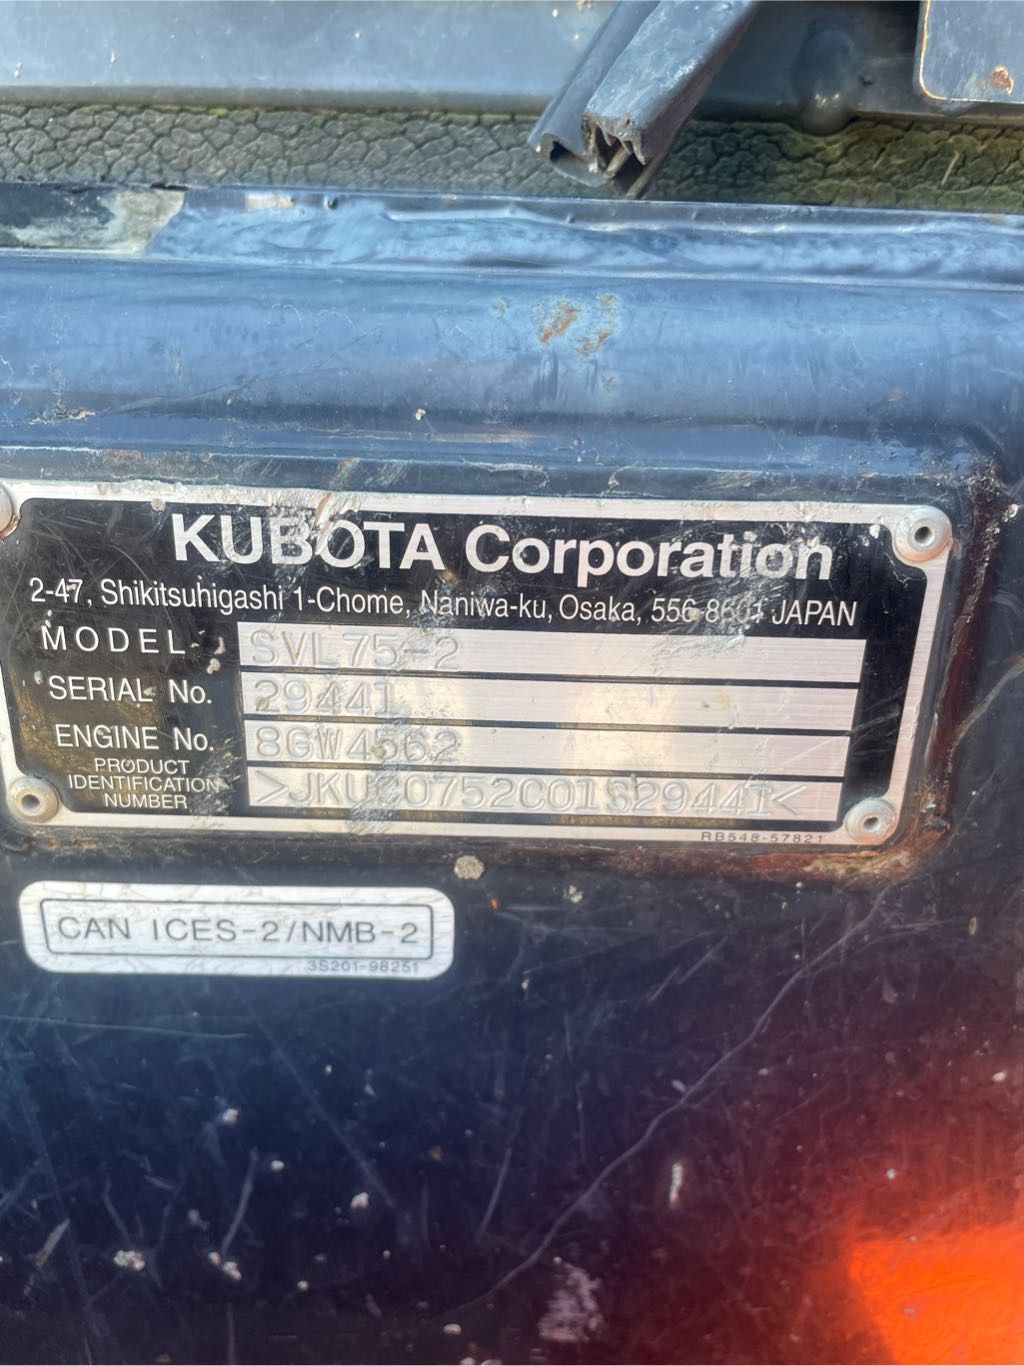 KUBOTA Corporation
2-47, Shikitsuhigashi 1-Chome, Naniwa-ku, Osaka, 556-8601 JAPAN
MODEL SVL75-2
SERIAL No. 29441
ENGINE No. 8GW4562
PRODUCT
IDENTIFICATION
NUMBER >JKUC0752C01S29441<
RB548-57821
CAN ICES-2/NMB-2
3S201-98251